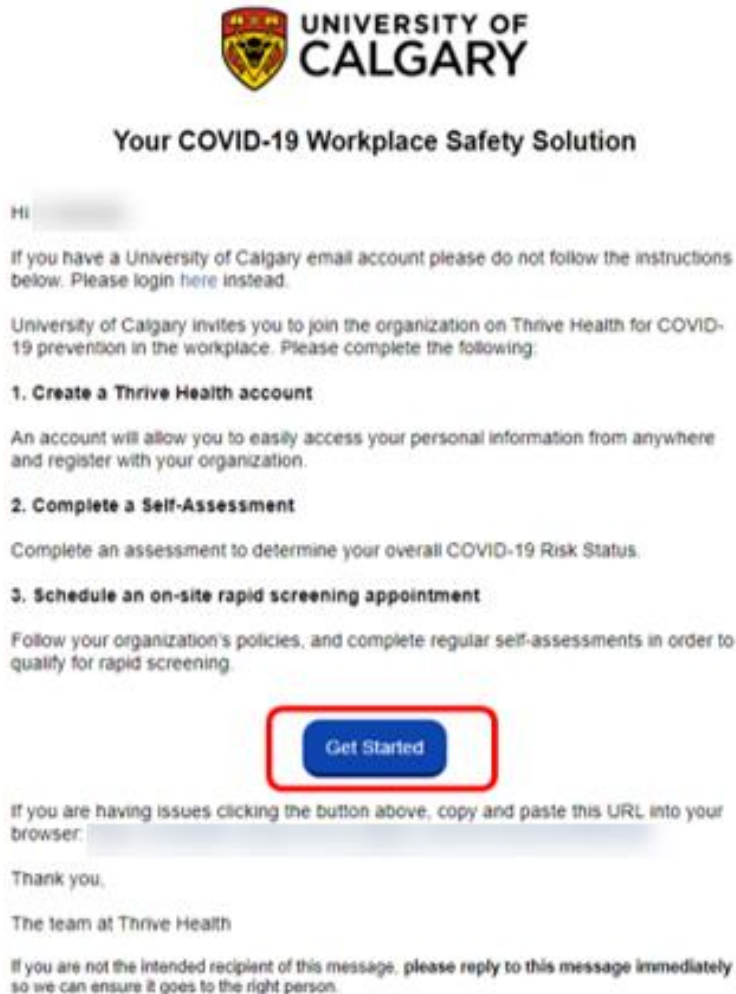 UNIVERSITY OF
CALGARY
Your COVID-19 Workplace Safety Solution
Hi
If you have a University of Calgary email account please do not follow the instructions
below. Please login here instead.
University of Calgary invites you to join the organization on Thrive Health for COVID-
19 prevention in the workplace. Please complete the following:
1. Create a Thrive Health account
An account will allow you to easily access your personal information from anywhere
and register with your organization.
2. Complete a Self-Assessment
Complete an assessment to determine your overall COVID-19 Risk Status.
3. Schedule an on-site rapid screening appointment
Follow your organization's policies, and complete regular self-assessments in order to
qualify for rapid screening.
Get Started
If you are having issues clicking the button above, copy and paste this URL into your
browser:
Thank you,
The team at Thrive Health
If you are not the intended recipient of this message, please reply to this message immediately
so we can ensure it goes to the right person.